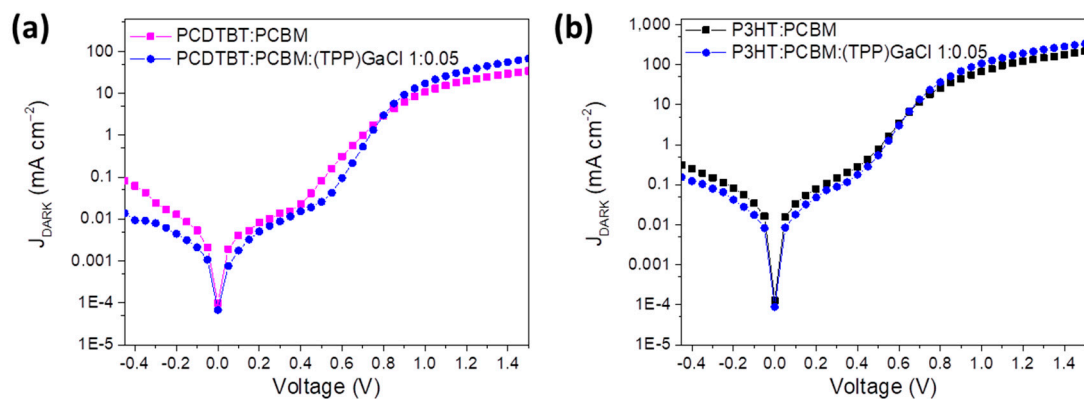 (a)
PCDTBT:PCBM
PCDTBT:PCBM:(TPP)GaCl 1:0.05
100
10
1
0.1
0.01
0.001
1E-4
1E-5
J_DARK (mA cm⁻²)
-0.4 -0.2 0.0 0.2 0.4 0.6 0.8 1.0 1.2 1.4
Voltage (V)
(b)
P3HT:PCBM
P3HT:PCBM:(TPP)GaCl 1:0.05
1,000
100
10
1
0.1
0.01
0.001
1E-4
1E-5
J_DARK (mA cm⁻²)
-0.4 -0.2 0.0 0.2 0.4 0.6 0.8 1.0 1.2 1.4
Voltage (V)